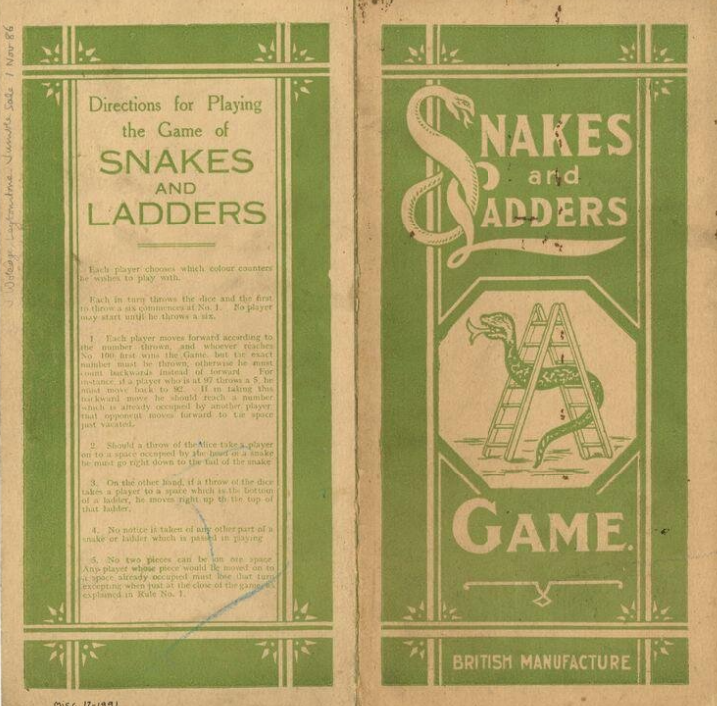 Directions for Playing
the Game of
SNAKES
AND
LADDERS
Each player chooses which colour counters
he wishes to play with.
Each in turn throws the dice and the first
to throw a six commences at No. 1. No player
may start until he throws a six.
1. Each player moves forward according to
the number thrown, and whoever reaches
No 100 first wins the Game, but the exact
number must be thrown, otherwise he must
count backwards instead of forward. For
instance, if a player who is at 97 throws a 5, he
must move back to 92. If in taking this
backward move he should reach a number
which is already occupied by another player
that opponent moves forward to the space
just vacated.
2. Should a throw of the dice take a player
on to a space occupied by the head of a snake
he must go right down to the tail of the snake
3. On the other hand, if a throw of the dice
takes a player to a space which is the bottom
of a ladder, he moves right up to the top of
that ladder.
4. No notice is taken of any other part of a
snake or ladder which is passed in playing
5. No two pieces can be on one space
Any player whose piece would be moved on to
a space already occupied must lose that turn
excepting when just at the close of the game, as
explained in Rule No. 1.
Leytonstone Jumble Sale 1 Nov 86
Misc 12-1991
SNAKES
and
LADDERS
GAME.
BRITISH MANUFACTURE